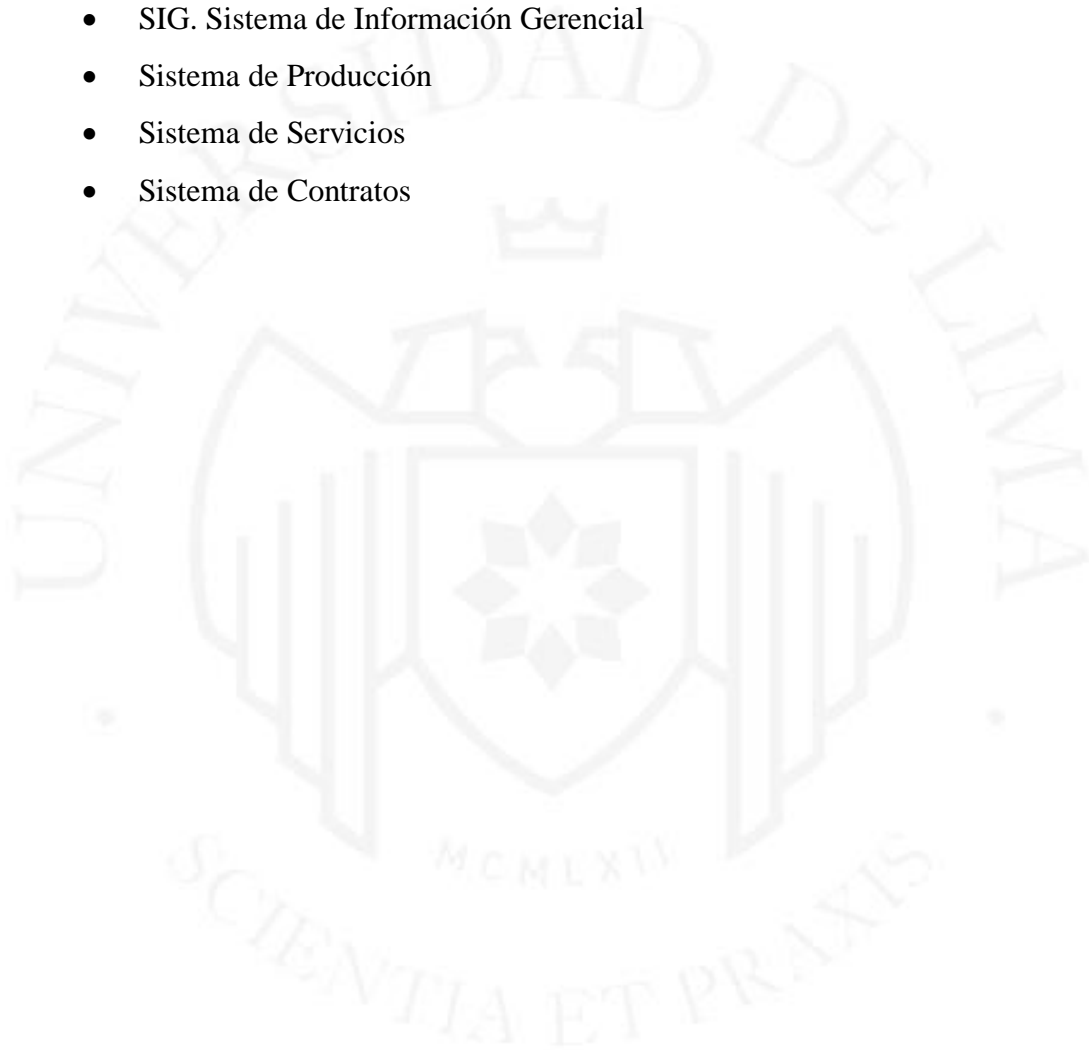 • SIG. Sistema de Información Gerencial
• Sistema de Producción
• Sistema de Servicios
• Sistema de Contratos
UNIVERSIDAD DE LIMA
MCMLXII
SCIENTIA ET PRAXIS